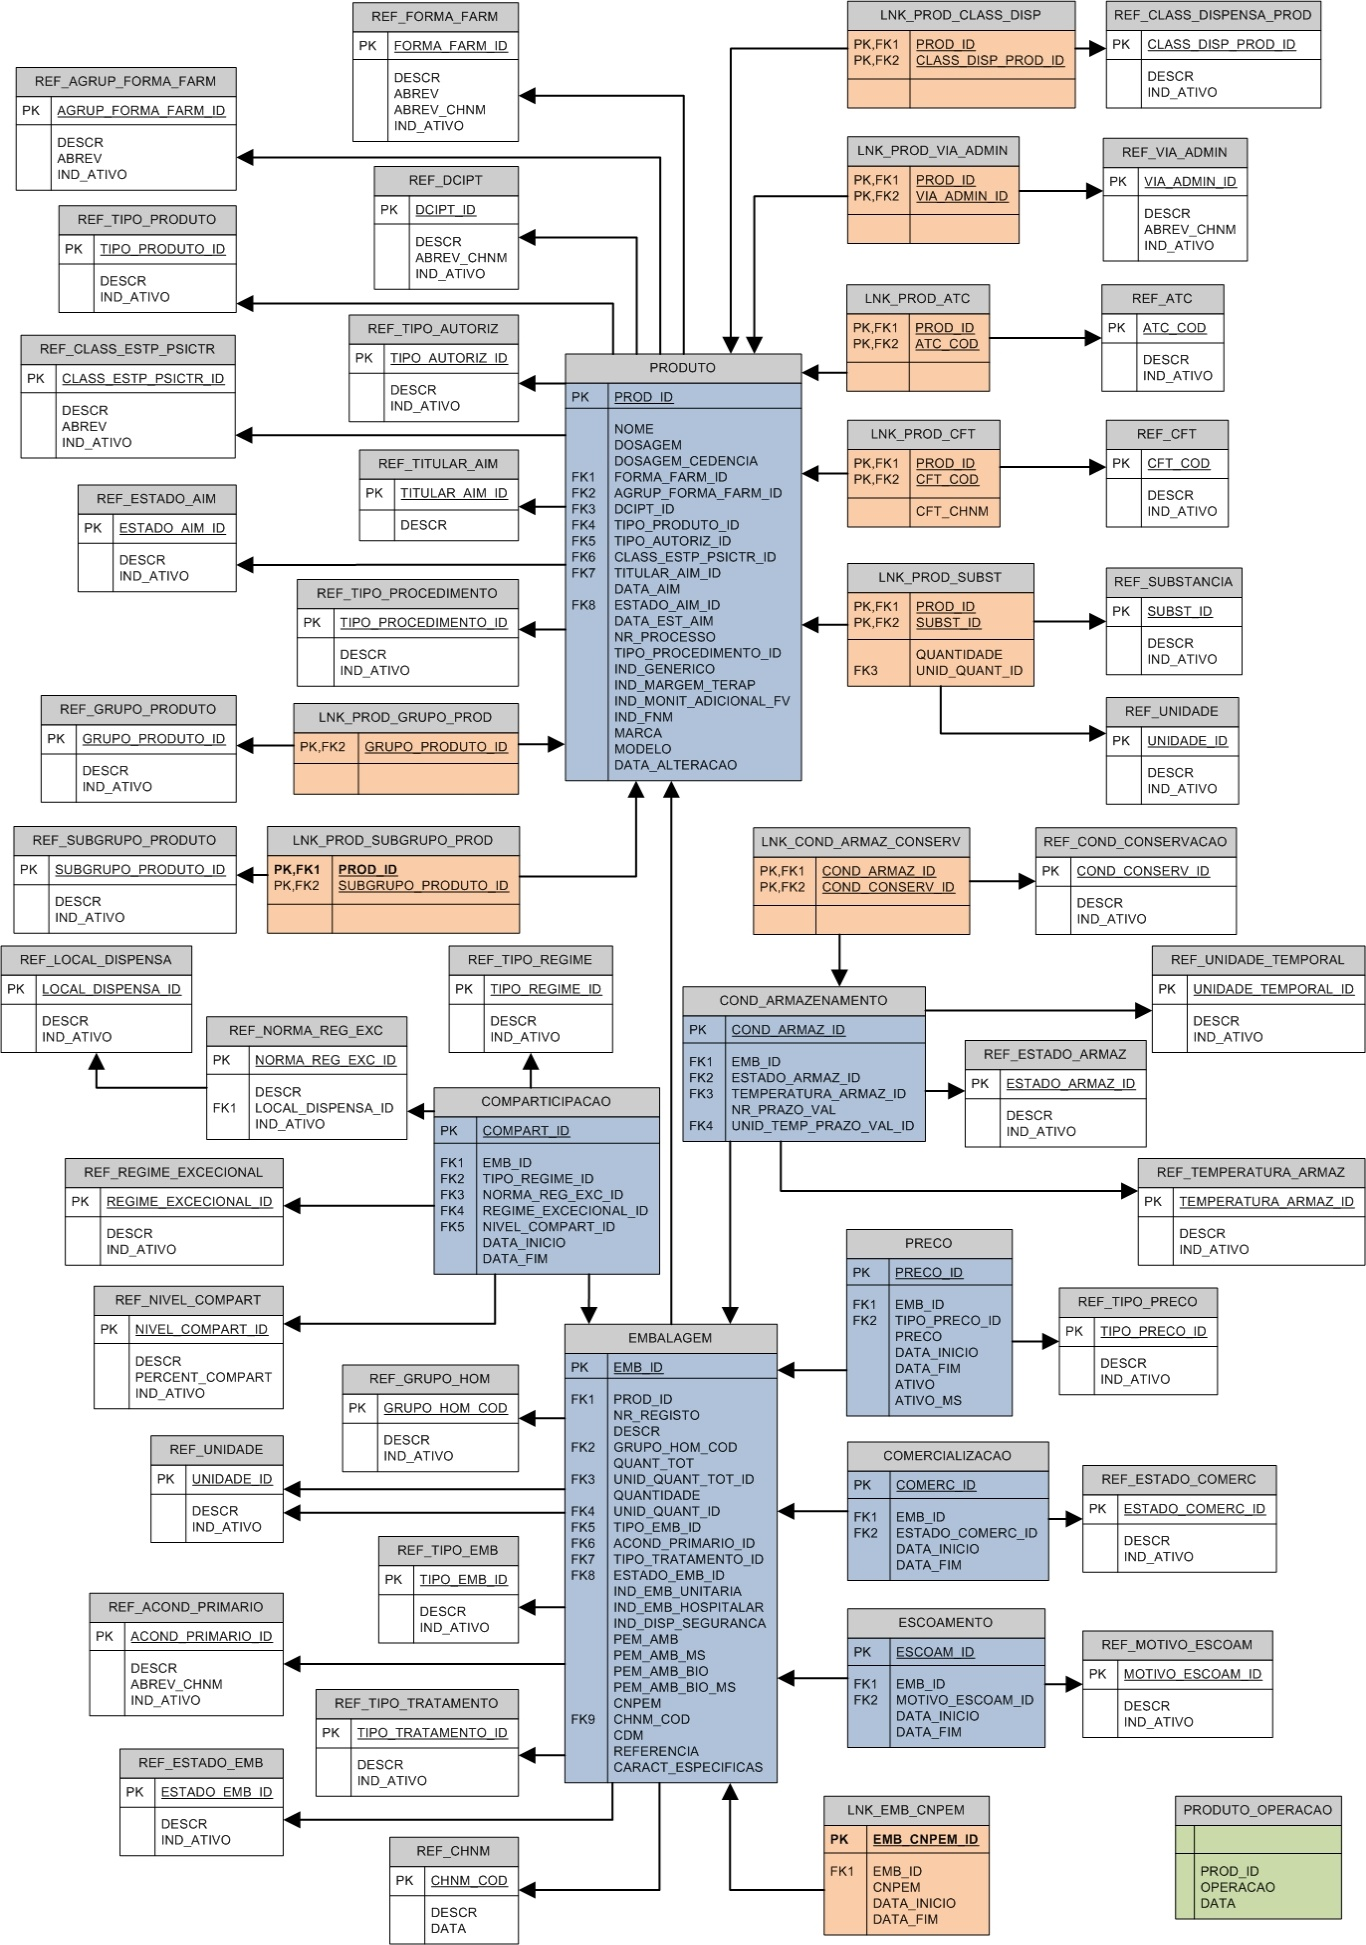 REF_FORMA_FARM
PK FORMA_FARM_ID
DESCR
ABREV
ABREV_CHNM
IND_ATIVO
LNK_PROD_CLASS_DISP
PK,FK1 PROD_ID
PK,FK2 CLASS_DISP_PROD_ID
REF_CLASS_DISPENSA_PROD
PK CLASS_DISP_PROD_ID
DESCR
IND_ATIVO
REF_AGRUP_FORMA_FARM
PK AGRUP_FORMA_FARM_ID
DESCR
ABREV
IND_ATIVO
LNK_PROD_VIA_ADMIN
PK,FK1 PROD_ID
PK,FK2 VIA_ADMIN_ID
REF_VIA_ADMIN
PK VIA_ADMIN_ID
DESCR
ABREV_CHNM
IND_ATIVO
REF_DCIPT
PK DCIPT_ID
DESCR
ABREV_CHNM
IND_ATIVO
REF_TIPO_PRODUTO
PK TIPO_PRODUTO_ID
DESCR
IND_ATIVO
LNK_PROD_ATC
PK,FK1 PROD_ID
PK,FK2 ATC_COD
REF_ATC
PK ATC_COD
DESCR
IND_ATIVO
REF_TIPO_AUTORIZ
PK TIPO_AUTORIZ_ID
DESCR
IND_ATIVO
REF_CLASS_ESTP_PSICTR
PK CLASS_ESTP_PSICTR_ID
DESCR
ABREV
IND_ATIVO
PRODUTO
PK PROD_ID
NOME
DOSAGEM
DOSAGEM_CEDENCIA
FK1 FORMA_FARM_ID
FK2 AGRUP_FORMA_FARM_ID
FK3 DCIPT_ID
FK4 TIPO_PRODUTO_ID
FK5 TIPO_AUTORIZ_ID
FK6 CLASS_ESTP_PSICTR_ID
FK7 TITULAR_AIM_ID
DATA_AIM
FK8 ESTADO_AIM_ID
DATA_EST_AIM
NR_PROCESSO
TIPO_PROCEDIMENTO_ID
IND_GENERICO
IND_MARGEM_TERAP
IND_MONIT_ADICIONAL_FV
IND_FNM
MARCA
MODELO
DATA_ALTERACAO
LNK_PROD_CFT
PK,FK1 PROD_ID
PK,FK2 CFT_COD
CFT_CHNM
REF_CFT
PK CFT_COD
DESCR
IND_ATIVO
REF_TITULAR_AIM
PK TITULAR_AIM_ID
DESCR
REF_ESTADO_AIM
PK ESTADO_AIM_ID
DESCR
IND_ATIVO
LNK_PROD_SUBST
PK,FK1 PROD_ID
PK,FK2 SUBST_ID
QUANTIDADE
FK3 UNID_QUANT_ID
REF_SUBSTANCIA
PK SUBST_ID
DESCR
IND_ATIVO
REF_TIPO_PROCEDIMENTO
PK TIPO_PROCEDIMENTO_ID
DESCR
IND_ATIVO
REF_GRUPO_PRODUTO
PK GRUPO_PRODUTO_ID
DESCR
IND_ATIVO
LNK_PROD_GRUPO_PROD
PK,FK2 GRUPO_PRODUTO_ID
REF_UNIDADE
PK UNIDADE_ID
DESCR
IND_ATIVO
REF_SUBGRUPO_PRODUTO
PK SUBGRUPO_PRODUTO_ID
DESCR
IND_ATIVO
LNK_PROD_SUBGRUPO_PROD
PK,FK1 PROD_ID
PK,FK2 SUBGRUPO_PRODUTO_ID
LNK_COND_ARMAZ_CONSERV
PK,FK1 COND_ARMAZ_ID
PK,FK2 COND_CONSERV_ID
REF_COND_CONSERVACAO
PK COND_CONSERV_ID
DESCR
IND_ATIVO
REF_LOCAL_DISPENSA
PK LOCAL_DISPENSA_ID
DESCR
IND_ATIVO
REF_TIPO_REGIME
PK TIPO_REGIME_ID
DESCR
IND_ATIVO
REF_UNIDADE_TEMPORAL
PK UNIDADE_TEMPORAL_ID
DESCR
IND_ATIVO
REF_NORMA_REG_EXC
PK NORMA_REG_EXC_ID
DESCR
FK1 LOCAL_DISPENSA_ID
IND_ATIVO
COND_ARMAZENAMENTO
PK COND_ARMAZ_ID
FK1 EMB_ID
FK2 ESTADO_ARMAZ_ID
FK3 TEMPERATURA_ARMAZ_ID
NR_PRAZO_VAL
FK4 UNID_TEMP_PRAZO_VAL_ID
REF_ESTADO_ARMAZ
PK ESTADO_ARMAZ_ID
DESCR
IND_ATIVO
COMPARTICIPACAO
PK COMPART_ID
FK1 EMB_ID
FK2 TIPO_REGIME_ID
FK3 NORMA_REG_EXC_ID
FK4 REGIME_EXCECIONAL_ID
FK5 NIVEL_COMPART_ID
DATA_INICIO
DATA_FIM
REF_REGIME_EXCECIONAL
PK REGIME_EXCECIONAL_ID
DESCR
IND_ATIVO
REF_TEMPERATURA_ARMAZ
PK TEMPERATURA_ARMAZ_ID
DESCR
IND_ATIVO
PRECO
PK PRECO_ID
FK1 EMB_ID
FK2 TIPO_PRECO_ID
PRECO
DATA_INICIO
DATA_FIM
ATIVO
ATIVO_MS
REF_TIPO_PRECO
PK TIPO_PRECO_ID
DESCR
IND_ATIVO
REF_NIVEL_COMPART
PK NIVEL_COMPART_ID
DESCR
PERCENT_COMPART
IND_ATIVO
EMBALAGEM
PK EMB_ID
FK1 PROD_ID
NR_REGISTO
DESCR
FK2 GRUPO_HOM_COD
QUANT_TOT
FK3 UNID_QUANT_TOT_ID
QUANTIDADE
FK4 UNID_QUANT_ID
FK5 TIPO_EMB_ID
FK6 ACOND_PRIMARIO_ID
FK7 TIPO_TRATAMENTO_ID
FK8 ESTADO_EMB_ID
IND_EMB_UNITARIA
IND_EMB_HOSPITALAR
IND_DISP_SEGURANCA
PEM_AMB
PEM_AMB_MS
PEM_AMB_BIO
PEM_AMB_BIO_MS
CNPEM
FK9 CHNM_COD
CDM
REFERENCIA
CARACT_ESPECIFICAS
REF_GRUPO_HOM
PK GRUPO_HOM_COD
DESCR
IND_ATIVO
REF_UNIDADE
PK UNIDADE_ID
DESCR
IND_ATIVO
COMERCIALIZACAO
PK COMERC_ID
FK1 EMB_ID
FK2 ESTADO_COMERC_ID
DATA_INICIO
DATA_FIM
REF_ESTADO_COMERC
PK ESTADO_COMERC_ID
DESCR
IND_ATIVO
REF_TIPO_EMB
PK TIPO_EMB_ID
DESCR
IND_ATIVO
REF_ACOND_PRIMARIO
PK ACOND_PRIMARIO_ID
DESCR
ABREV_CHNM
IND_ATIVO
ESCOAMENTO
PK ESCOAM_ID
FK1 EMB_ID
FK2 MOTIVO_ESCOAM_ID
DATA_INICIO
DATA_FIM
REF_MOTIVO_ESCOAM
PK MOTIVO_ESCOAM_ID
DESCR
IND_ATIVO
REF_TIPO_TRATAMENTO
PK TIPO_TRATAMENTO_ID
DESCR
IND_ATIVO
REF_ESTADO_EMB
PK ESTADO_EMB_ID
DESCR
IND_ATIVO
REF_CHNM
PK CHNM_COD
DESCR
DATA
LNK_EMB_CNPEM
PK EMB_CNPEM_ID
FK1 EMB_ID
CNPEM
DATA_INICIO
DATA_FIM
PRODUTO_OPERACAO
PROD_ID
OPERACAO
DATA